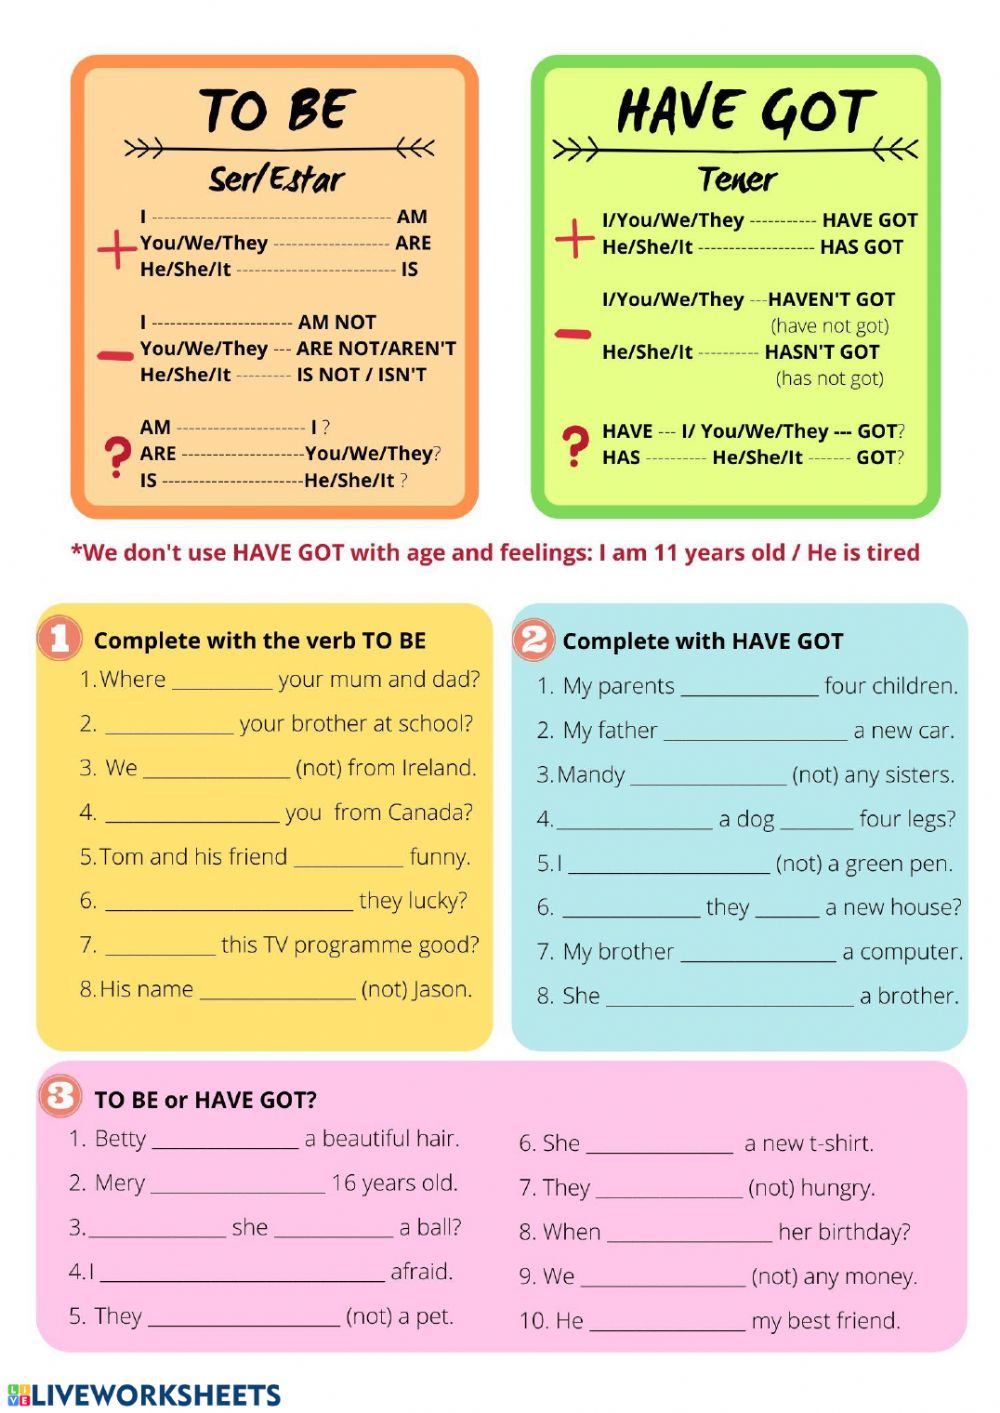 TO BE
Ser/Estar
+ I ---------------------------------- AM
You/We/They ----------------- ARE
He/She/It ----------------------- IS
- I ----------------------- AM NOT
You/We/They --- ARE NOT/AREN'T
He/She/It --------- IS NOT / ISN'T
? AM --------------------- I ?
ARE --------------------You/We/They?
IS -----------------------He/She/It ?
HAVE GOT
Tener
+ I/You/We/They ----------- HAVE GOT
He/She/It ------------------- HAS GOT
- I/You/We/They ---HAVEN'T GOT
(have not got)
He/She/It ---------- HASN'T GOT
(has not got)
? HAVE --- I/ You/We/They --- GOT?
HAS ---------- He/She/It ------- GOT?
*We don't use HAVE GOT with age and feelings: I am 11 years old / He is tired
1 Complete with the verb TO BE
1.Where __________ your mum and dad?
2. _____________ your brother at school?
3. We _______________ (not) from Ireland.
4. _________________ you from Canada?
5.Tom and his friend ___________ funny.
6. _________________________ they lucky?
7. ___________ this TV programme good?
8.His name ________________ (not) Jason.
2 Complete with HAVE GOT
1. My parents ______________ four children.
2. My father ___________________ a new car.
3.Mandy ________________ (not) any sisters.
4.________________ a dog _______ four legs?
5.I ____________________ (not) a green pen.
6. ______________ they ______ a new house?
7. My brother ________________ a computer.
8. She _________________________ a brother.
3 TO BE or HAVE GOT?
1. Betty _______________ a beautiful hair.
2. Mery __________________ 16 years old.
3.______________ she ____________ a ball?
4.I _____________________________ afraid.
5. They ____________________ (not) a pet.
6. She _______________ a new t-shirt.
7. They _______________ (not) hungry.
8. When _________________ her birthday?
9. We _________________ (not) any money.
10. He ________________ my best friend.
LIVE LIVEWORKSHEETS